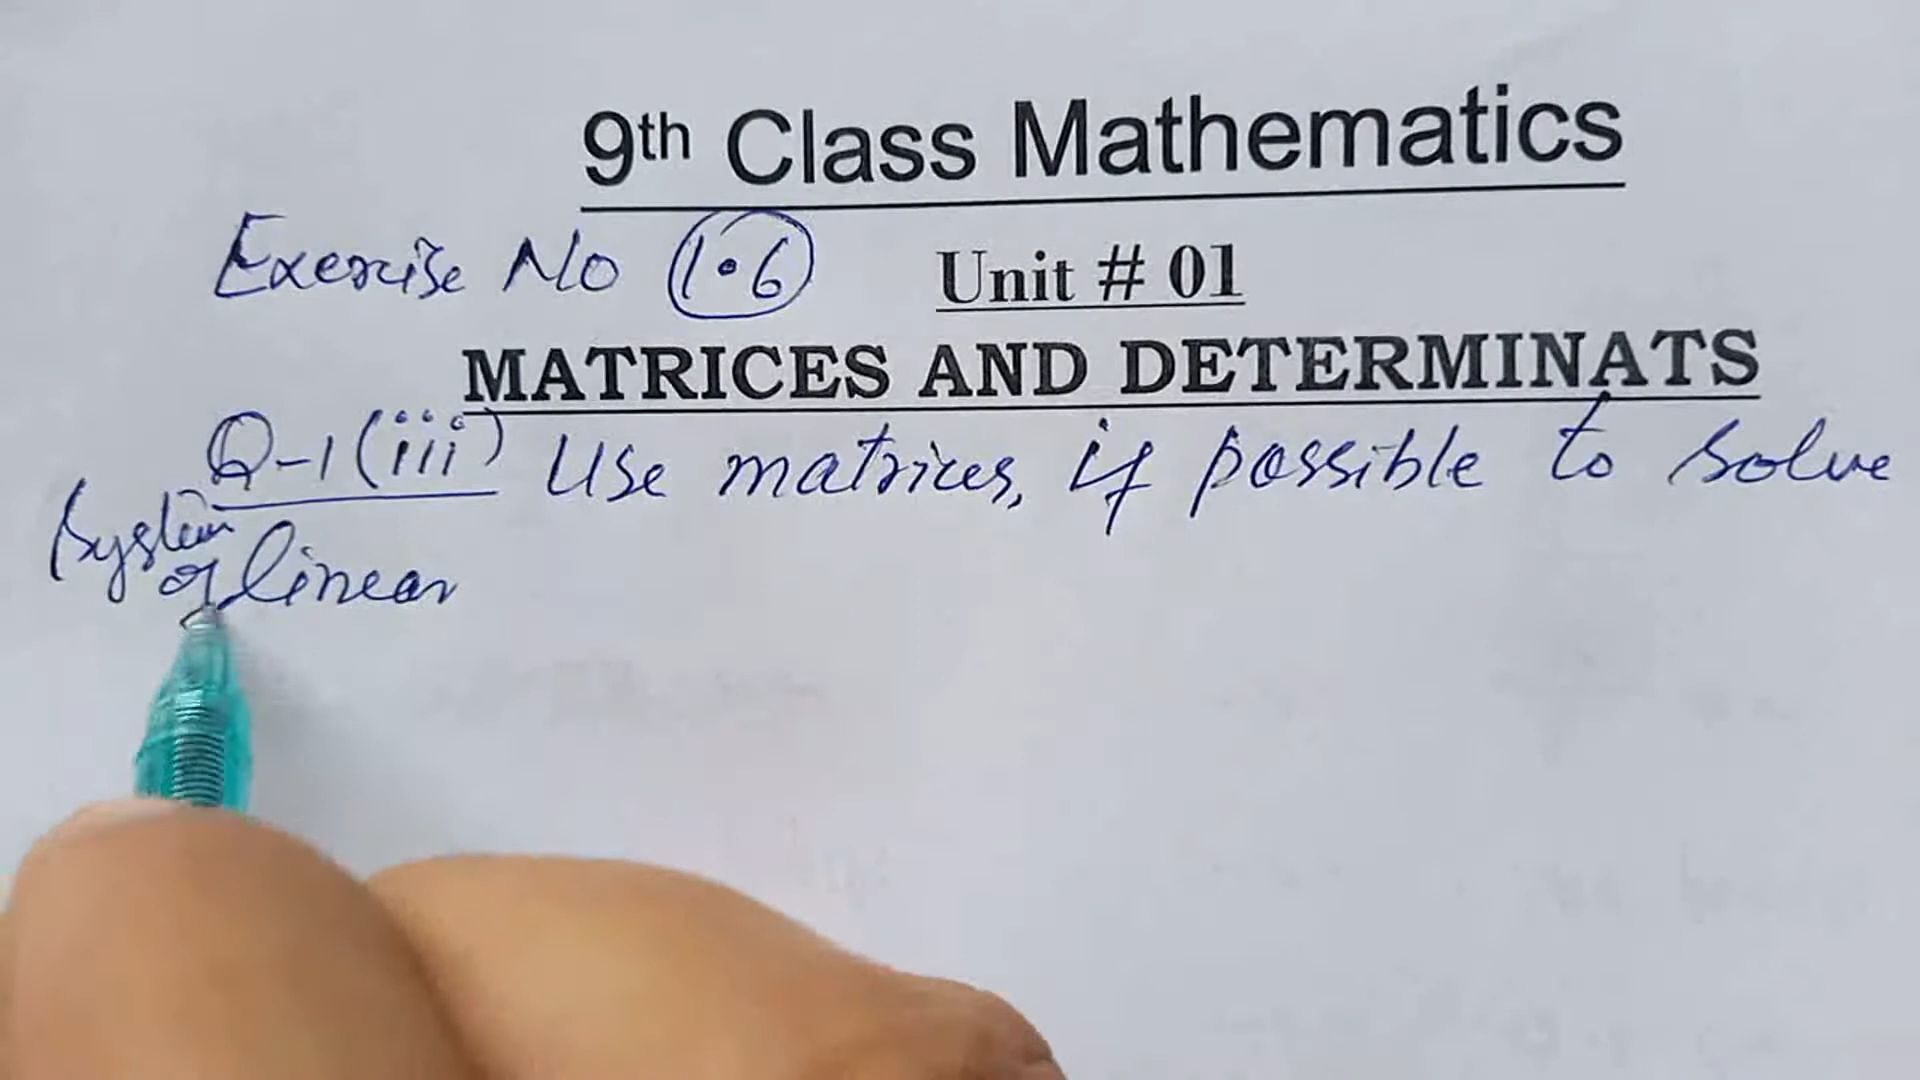 9th Class Mathematics
Exercise No 1.6 Unit # 01
MATRICES AND DETERMINATS
Q-1(iii) Use matrices, if possible to solve
System
of linear